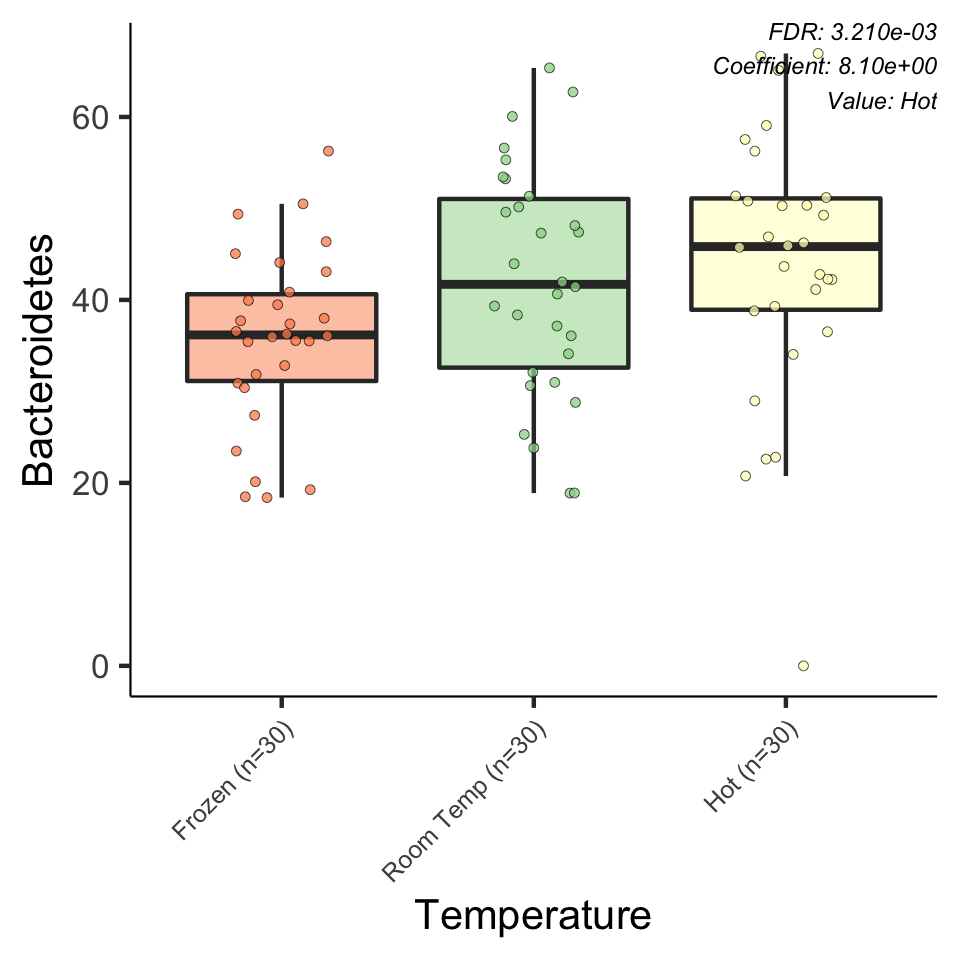 FDR: 3.210e-03
Coefficient: 8.10e+00
Value: Hot
60
40
20
0
Bacteroidetes
Frozen (n=30)
Room Temp (n=30)
Hot (n=30)
Temperature